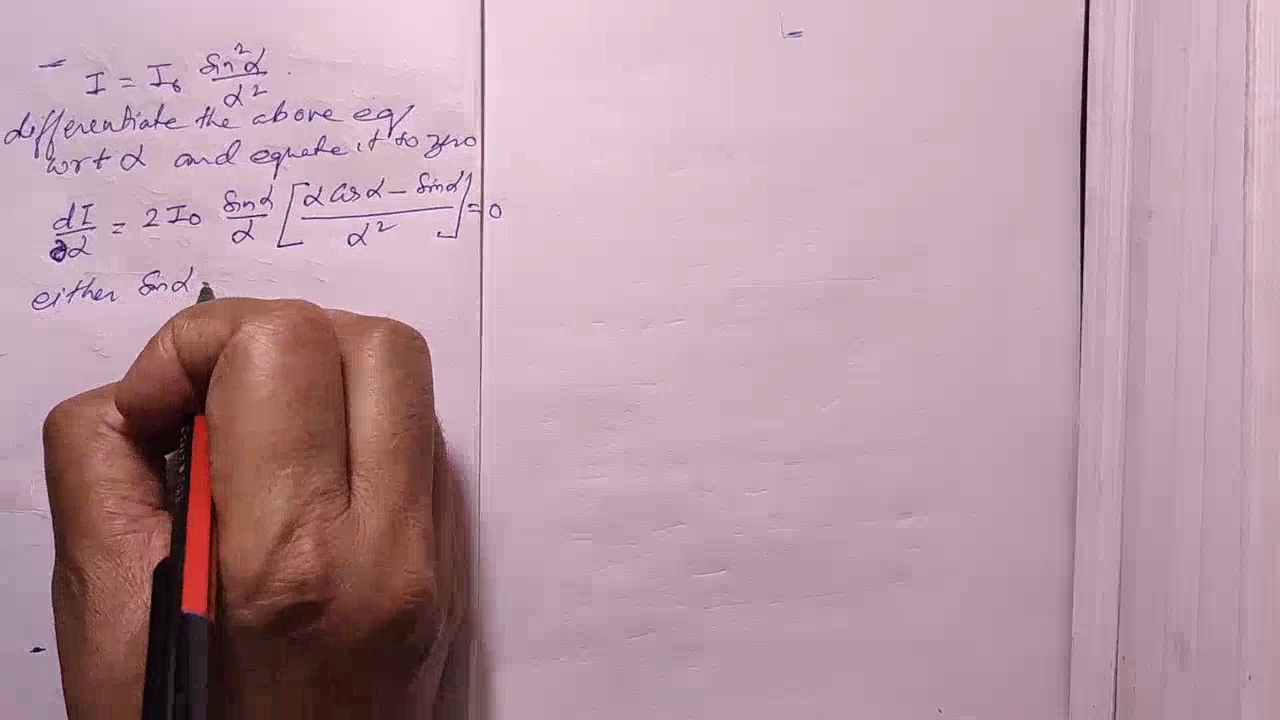 I = I₀ sin²α / α²
differentiate the above eq
wrt α and equate it to zero
dI/dα = 2I₀ sinα/α [αcosα − sinα / α²] = 0
either sinα